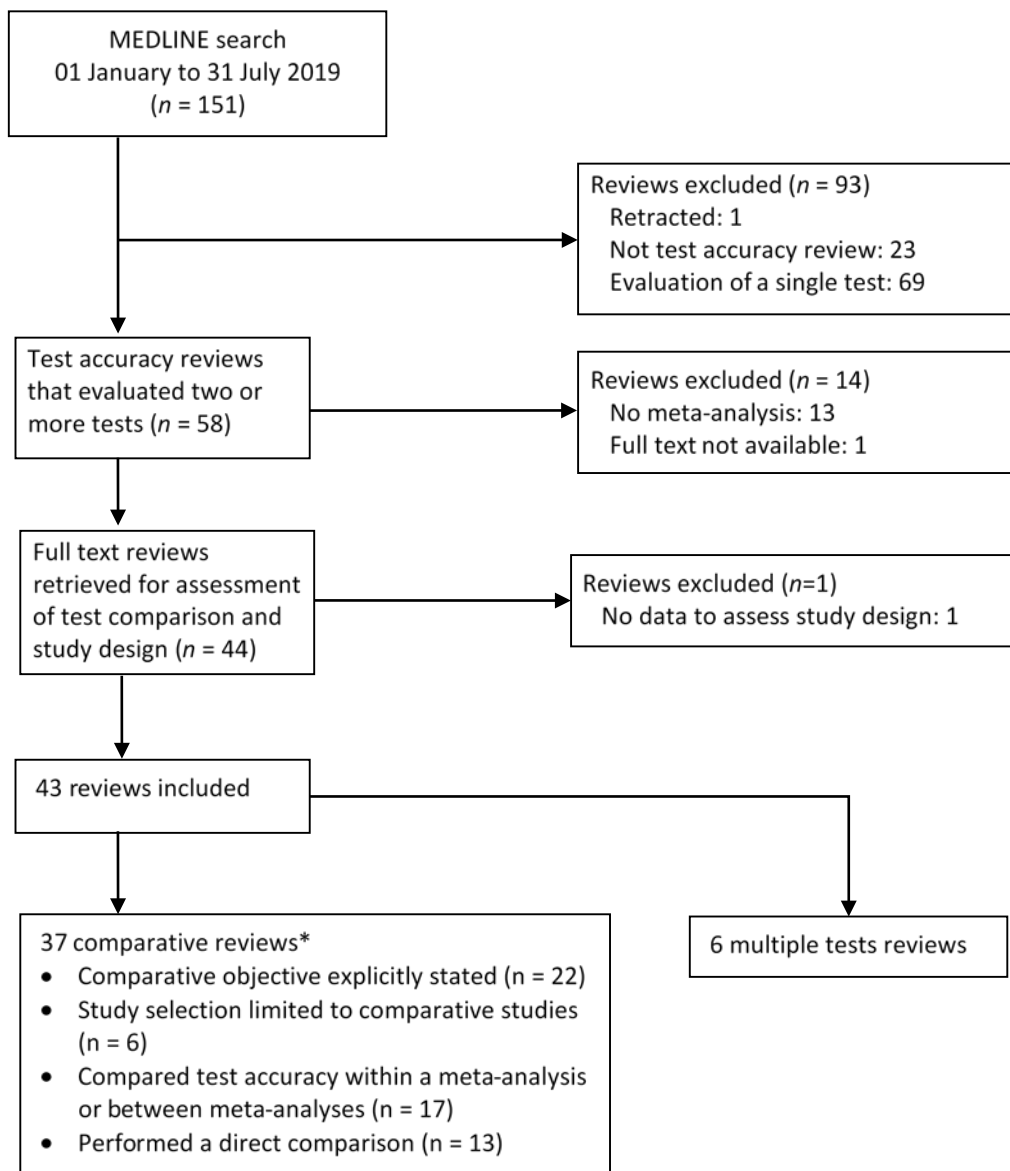 MEDLINE search
01 January to 31 July 2019
(n = 151)
Reviews excluded (n = 93)
Retracted: 1
Not test accuracy review: 23
Evaluation of a single test: 69
Test accuracy reviews
that evaluated two or
more tests (n = 58)
Reviews excluded (n = 14)
No meta-analysis: 13
Full text not available: 1
Full text reviews
retrieved for assessment
of test comparison and
study design (n = 44)
Reviews excluded (n=1)
No data to assess study design: 1
43 reviews included
37 comparative reviews*
• Comparative objective explicitly stated (n = 22)
• Study selection limited to comparative studies
(n = 6)
• Compared test accuracy within a meta-analysis
or between meta-analyses (n = 17)
• Performed a direct comparison (n = 13)
6 multiple tests reviews